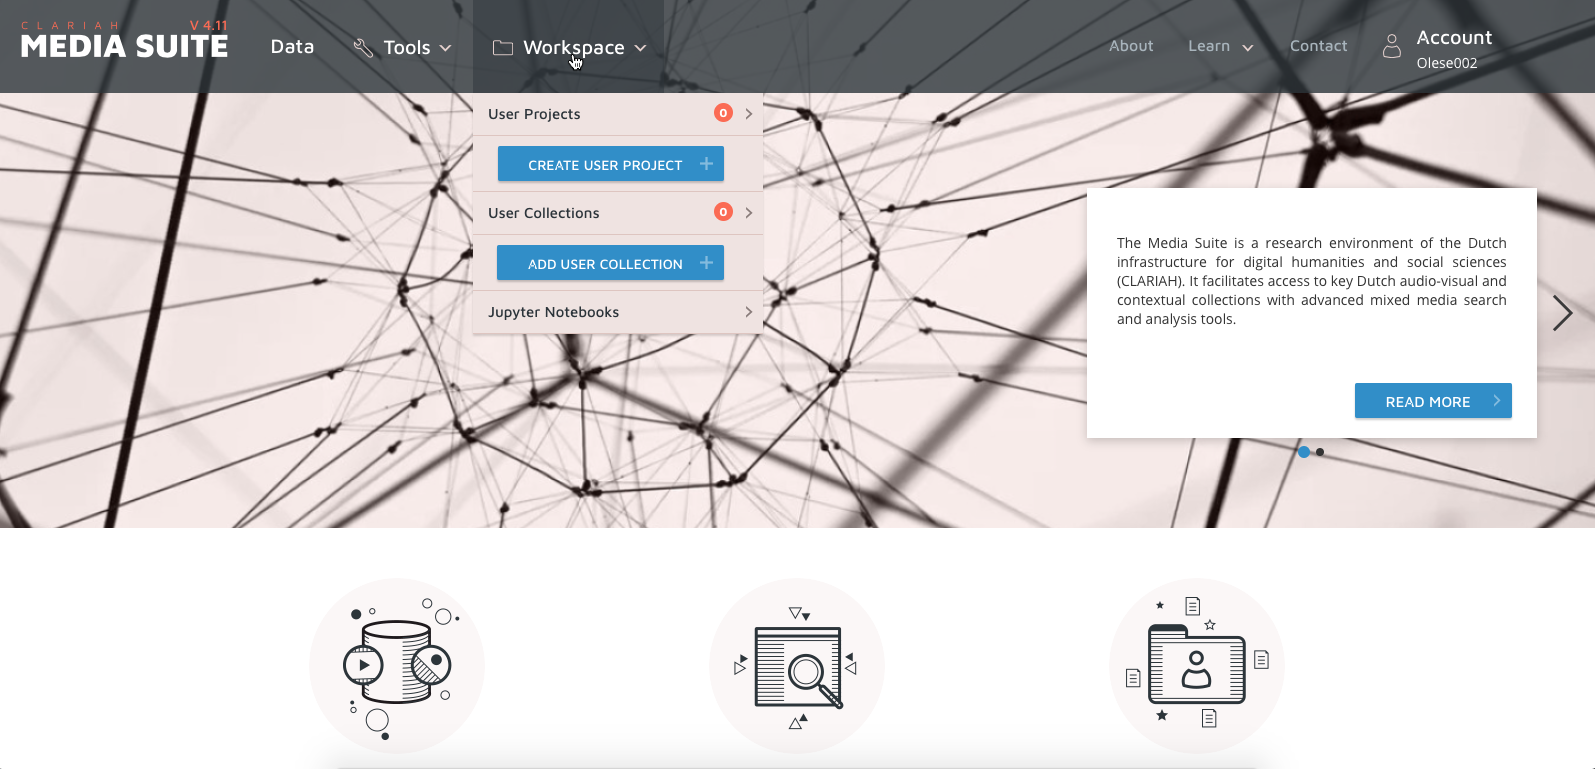 CLARIAH V 4.11
MEDIA SUITE
Data
Tools
Workspace
About
Learn
Contact
Account
Olese002
User Projects 0
CREATE USER PROJECT
User Collections 0
ADD USER COLLECTION
Jupyter Notebooks
The Media Suite is a research environment of the Dutch
infrastructure for digital humanities and social sciences
(CLARIAH). It facilitates access to key Dutch audio-visual and
contextual collections with advanced mixed media search
and analysis tools.
READ MORE